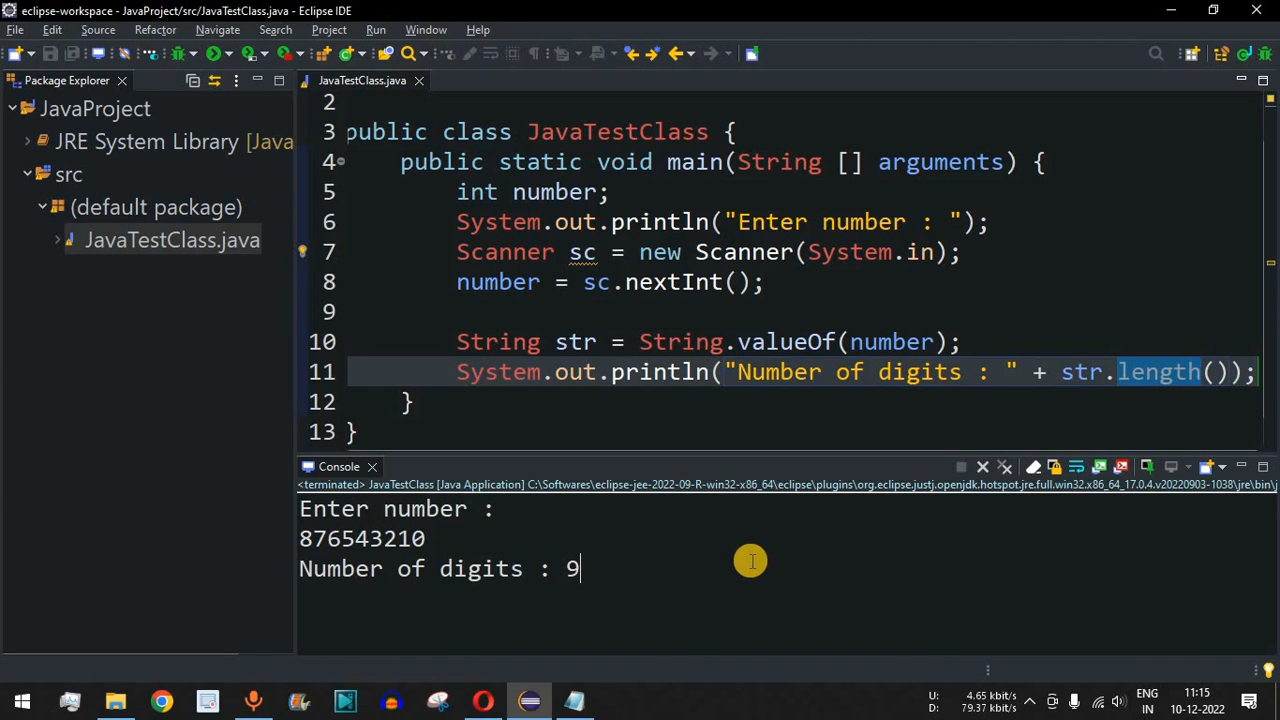 eclipse-workspace - JavaProject/src/JavaTestClass.java - Eclipse IDE
File Edit Source Refactor Navigate Search Project Run Window Help
Package Explorer
JavaTestClass.java
JavaProject
JRE System Library [Java
src
(default package)
JavaTestClass.java
2
3 public class JavaTestClass {
4 public static void main(String [] arguments) {
5 int number;
6 System.out.println("Enter number : ");
7 Scanner sc = new Scanner(System.in);
8 number = sc.nextInt();
9
10 String str = String.valueOf(number);
11 System.out.println("Number of digits : " + str.length());
12 }
13 }
Console
<terminated> JavaTestClass [Java Application] C:\Softwares\eclipse-jee-2022-09-R-win32-x86_64\eclipse\plugins\org.eclipse.justj.openjdk.hotspot.jre.full.win32.x86_64_17.0.4.v20220903-1038\jre\bin\j
Enter number :
876543210
Number of digits : 9
U: 4.65 kbit/s
D: 79.37 kbit/s
ENG
IN
11:15
10-12-2022